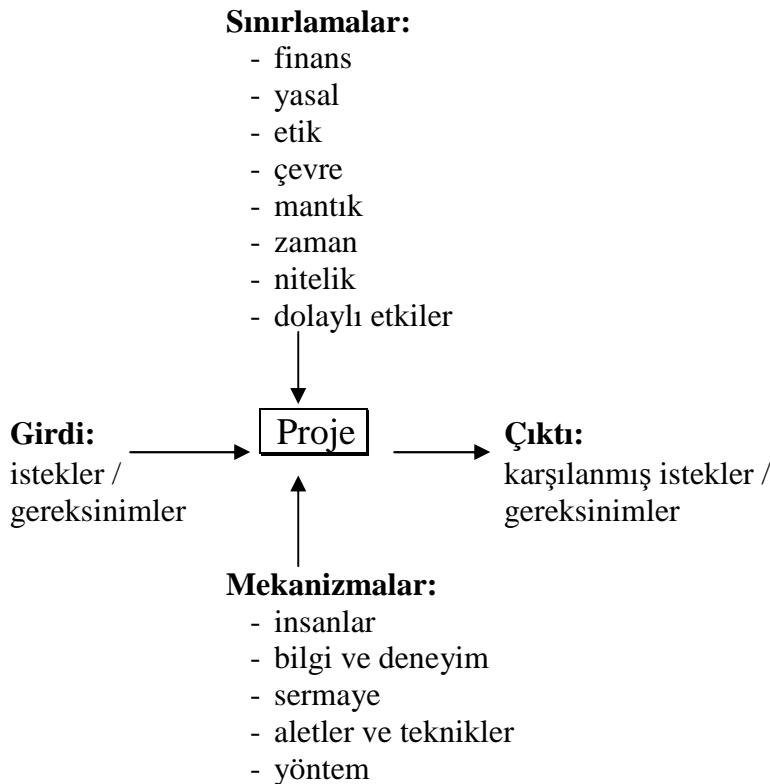 Sınırlamalar:
- finans
- yasal
- etik
- çevre
- mantık
- zaman
- nitelik
- dolaylı etkiler
Girdi:
istekler /
gereksinimler
Proje
Çıktı:
karşılanmış istekler /
gereksinimler
Mekanizmalar:
- insanlar
- bilgi ve deneyim
- sermaye
- aletler ve teknikler
- yöntem